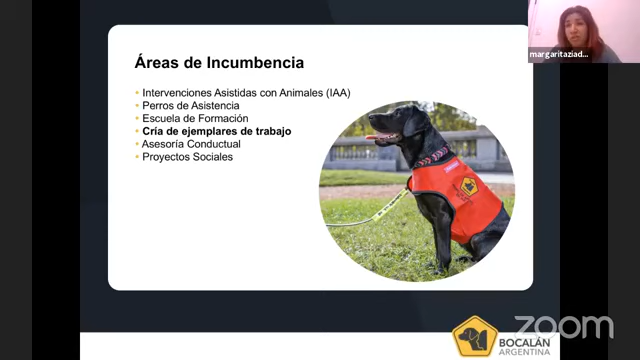 margaritaziad...
Áreas de Incumbencia
• Intervenciones Asistidas con Animales (IAA)
• Perros de Asistencia
• Escuela de Formación
• Cría de ejemplares de trabajo
• Asesoría Conductual
• Proyectos Sociales
zoom
BOCALÁN
ARGENTINA